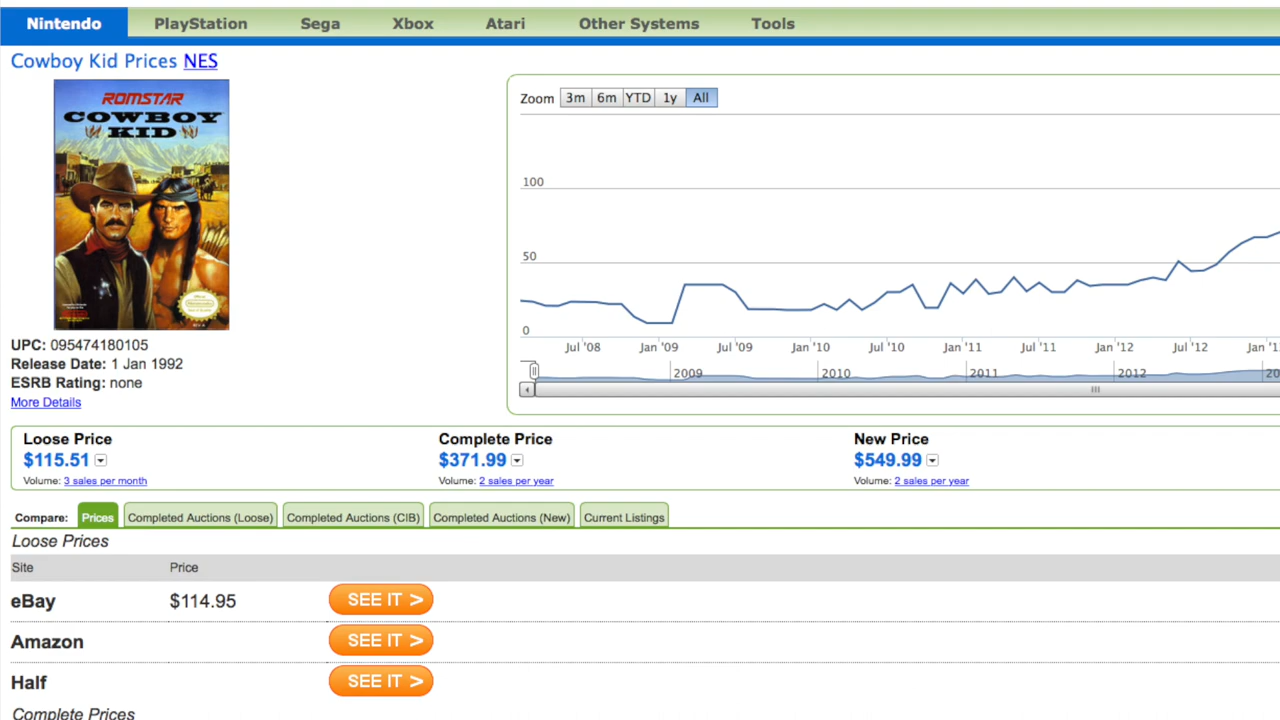 Nintendo PlayStation Sega Xbox Atari Other Systems Tools
Cowboy Kid Prices NES
ROMSTAR
COWBOY
KID
Zoom 3m 6m YTD 1y All
100
50
0
Jul '08 Jan '09 Jul '09 Jan '10 Jul '10 Jan '11 Jul '11 Jan '12 Jul '12 Jan '1
2009 2010 2011 2012 20
UPC: 095474180105
Release Date: 1 Jan 1992
ESRB Rating: none
More Details
Loose Price Complete Price New Price
$115.51 $371.99 $549.99
Volume: 3 sales per month Volume: 2 sales per year Volume: 2 sales per year
Compare: Prices Completed Auctions (Loose) Completed Auctions (CIB) Completed Auctions (New) Current Listings
Loose Prices
Site Price
eBay $114.95 SEE IT >
Amazon SEE IT >
Half SEE IT >
Complete Prices